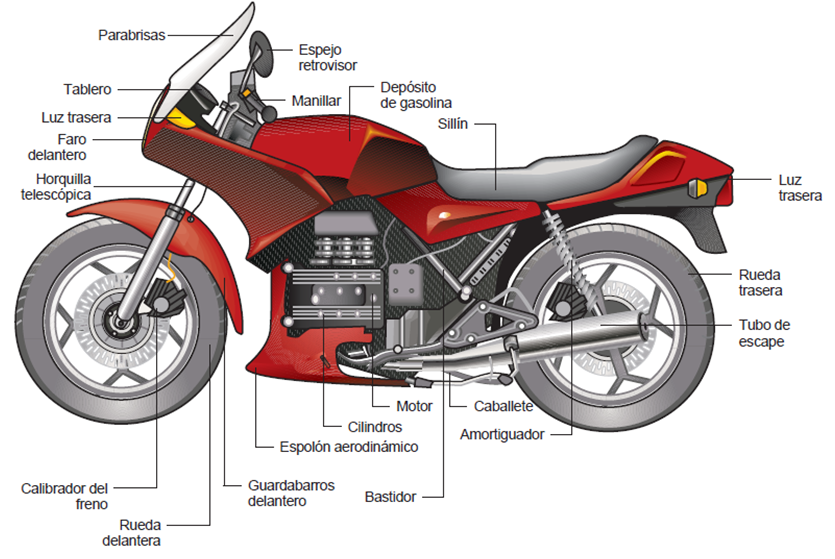 Parabrisas
Espejo
retrovisor
Tablero
Manillar
Depósito
de gasolina
Luz trasera
Sillín
Faro
delantero
Horquilla
telescópica
Luz
trasera
Rueda
trasera
Tubo de
escape
Motor
Caballete
Cilindros
Amortiguador
Espolón aerodinámico
Calibrador del
freno
Guardabarros
delantero
Bastidor
Rueda
delantera